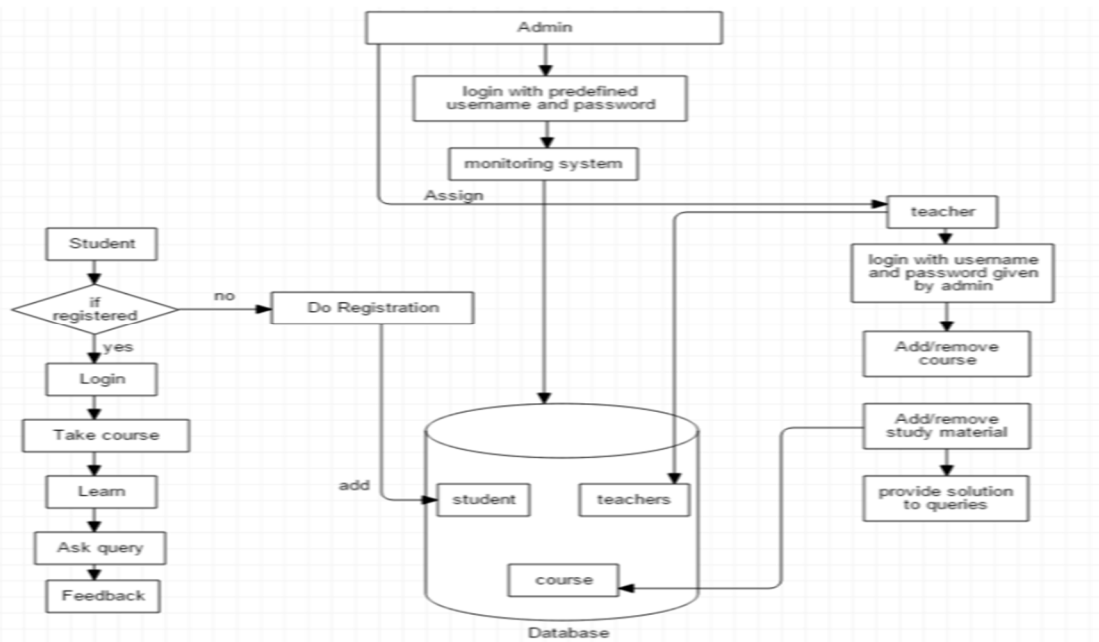 Admin
login with predefined
username and password
monitoring system
Assign
teacher
login with username
and password given
by admin
Add/remove
course
Add/remove
study material
provide solution
to queries
Student
if
registered
no
Do Registration
yes
Login
Take course
Learn
Ask query
Feedback
add
student
teachers
course
Database